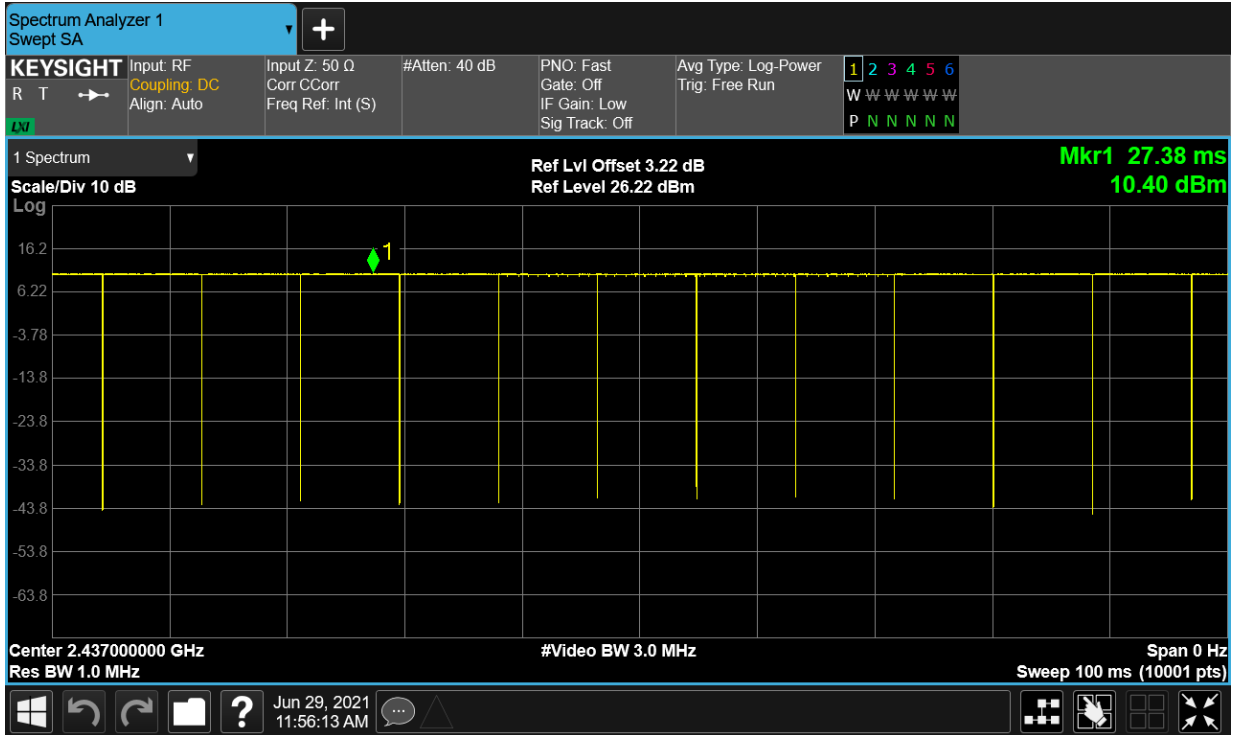 Spectrum Analyzer 1
Swept SA
▼
+
KEYSIGHT
R T
LXI
Input: RF
Coupling: DC
Align: Auto
Input Z: 50 Ω
Corr CCorr
Freq Ref: Int (S)
#Atten: 40 dB
PNO: Fast
Gate: Off
IF Gain: Low
Sig Track: Off
Avg Type: Log-Power
Trig: Free Run
1 2 3 4 5 6
W W W W W W
P N N N N N
1 Spectrum ▼
Scale/Div 10 dB
Log
Ref Lvl Offset 3.22 dB
Ref Level 26.22 dBm
Mkr1 27.38 ms
10.40 dBm
1
16.2
6.22
-3.78
-13.8
-23.8
-33.8
-43.8
-53.8
-63.8
Center 2.437000000 GHz
Res BW 1.0 MHz
#Video BW 3.0 MHz
Span 0 Hz
Sweep 100 ms (10001 pts)
?
Jun 29, 2021
11:56:13 AM